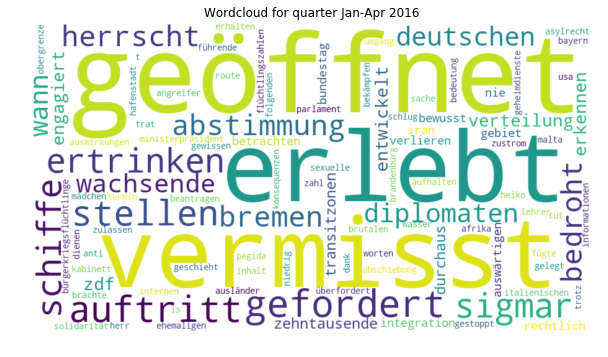 Wordcloud for quarter Jan-Apr 2016
erhalten asylrecht
herrscht führende umgang deutschen bayern
obergrenze wann engagiert hafenstadt route flüchtlingszahlen bundestag bekämpfen bedeutung nie geheimdienste usa
geöffnet
t angreifer folgenden sache
parlament schlug bewusst verteilung erkennen
auswirkungen trat abstimmung entwickelt gebiet
ministerpräsident gewissen betrachten iran verlieren zustrom malta
ertrinken erlebt
sexuelle konsequenzen brandenburg aufhalten heiko
mädchen termin wachsende zahl transitzonen
schiffe bürgerkriegsflüchtlinge beantragen diplomaten lehrer tut bedroht informationen
dienen zulassen stellen bremen brutalen wasser afrika
vermisst
anti pegida worten durchaus auswärtigen fügte
kabinett geschieht inhalt niedrig dank abschiebung gelegt
zdf internen ausländer überfordert italienischen trotz
brachte auftritt ls gefordert sigmar
solidarität herr ehemaligen zehntausende integration gestoppt rechtlich